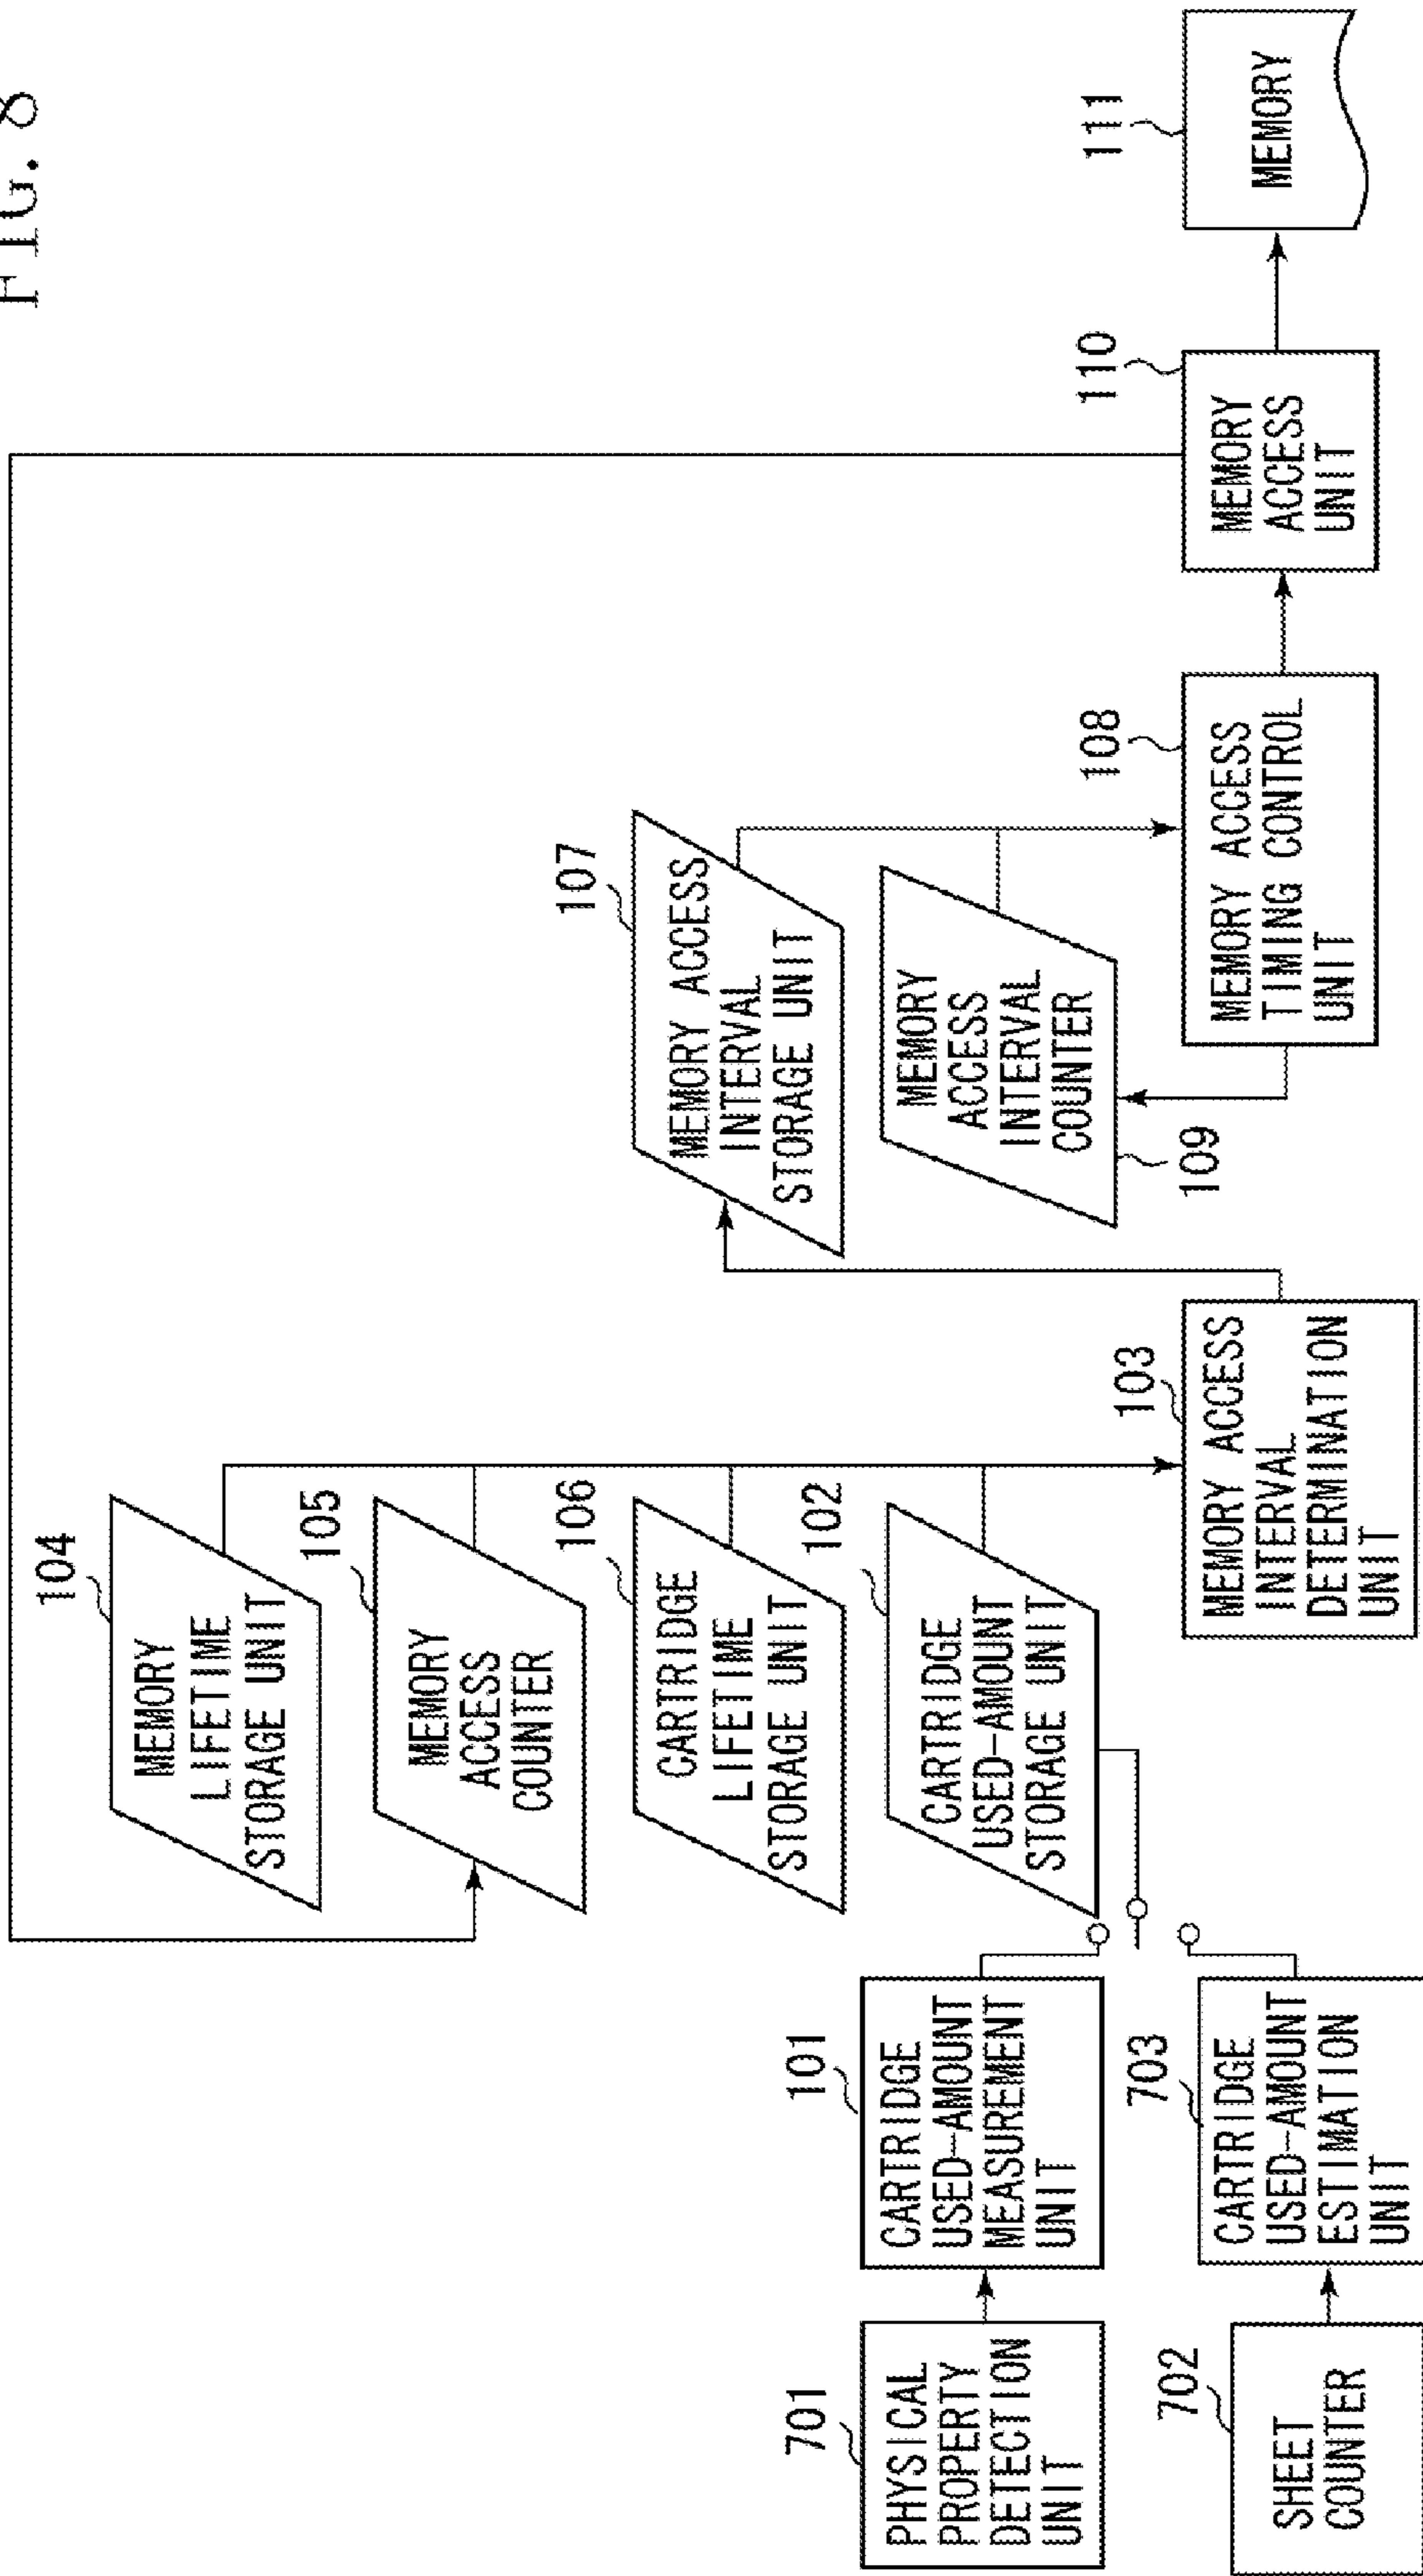 FIG. 8
104
MEMORY
LIFETIME
STORAGE UNIT
105
MEMORY
ACCESS
COUNTER
106
CARTRIDGE
LIFETIME
STORAGE UNIT
102
CARTRIDGE
USED-AMOUNT
STORAGE UNIT
107
MEMORY ACCESS
INTERVAL
STORAGE UNIT
MEMORY
ACCESS
INTERVAL
COUNTER
109
701
PHYSICAL
PROPERTY
DETECTION
UNIT
101
CARTRIDGE
USED-AMOUNT
MEASUREMENT
UNIT
702
SHEET
COUNTER
703
CARTRIDGE
USED-AMOUNT
ESTIMATION
UNIT
103
MEMORY ACCESS
INTERVAL
DETERMINATION
UNIT
108
MEMORY ACCESS
TIMING CONTROL
UNIT
110
MEMORY
ACCESS
UNIT
111
MEMORY